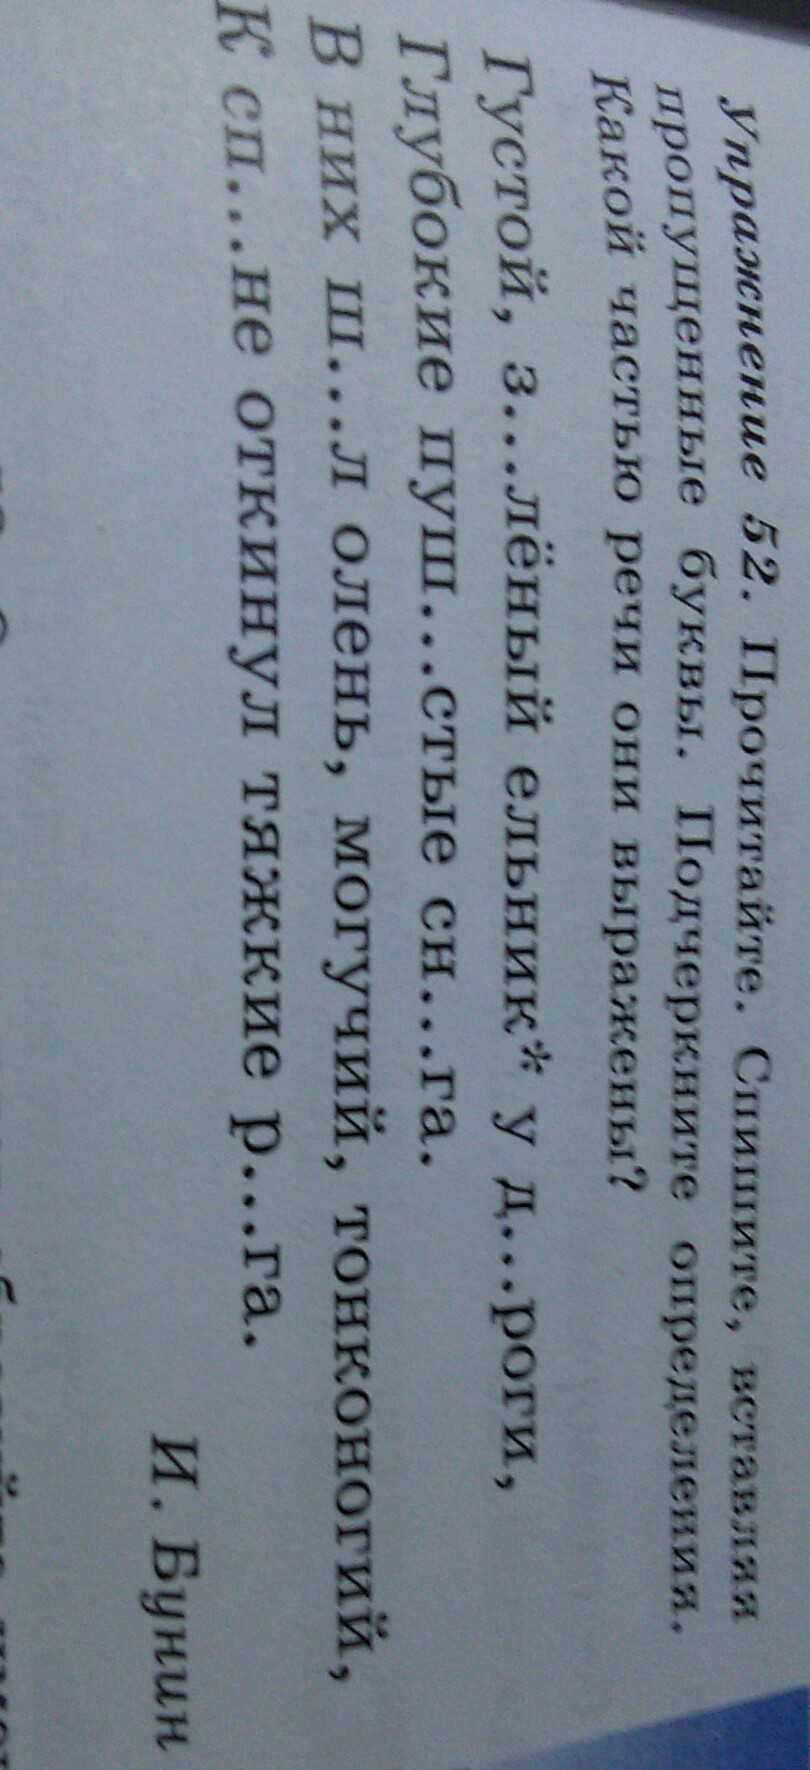 Упражнение 52. Прочитайте. Спишите, вставляя
пропущенные буквы. Подчеркните определения.
Какой частью речи они выражены?
Густой, з...лёный ельник* у д...роги,
Глубокие пуш...стые сн...га.
В них ш...л олень, могучий, тонконогий,
К сп...не откинул тяжкие р...га.
И. Бунин